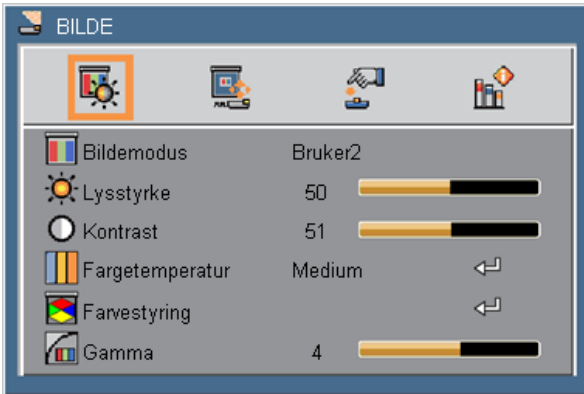 BILDE
Bildemodus Bruker2
Lysstyrke 50
Kontrast 51
Fargetemperatur Medium
Farvestyring
Gamma 4